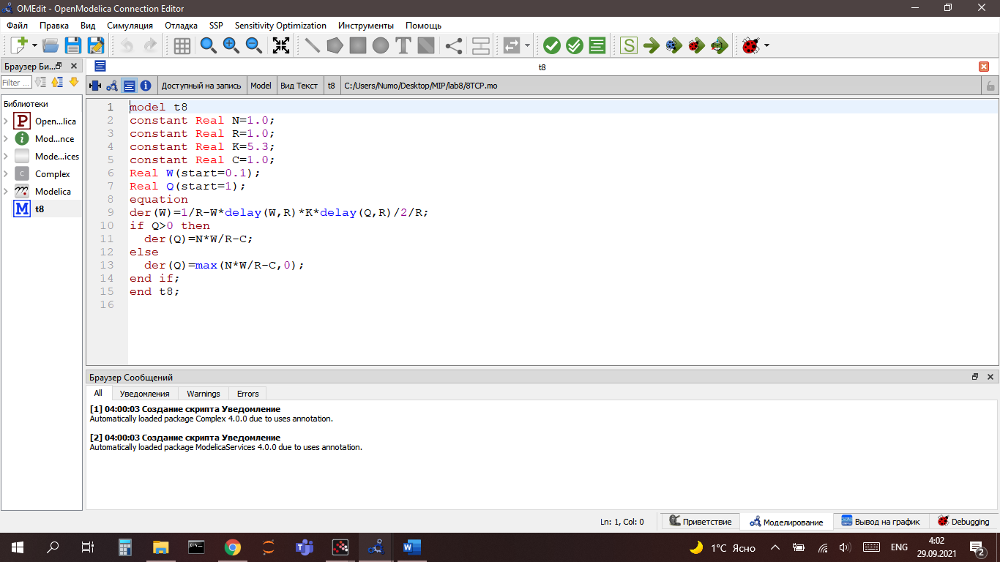 OMEdit - OpenModelica Connection Editor
Файл Правка Вид Симуляция Отладка SSP Sensitivity Optimization Инструменты Помощь
Браузер Би...
t8
Filter ...
Доступный на запись Model Вид Текст t8 C:/Users/Numo/Desktop/MIP/lab8/8TCP.mo
Библиотеки
P Open...lica
i Mod...nce
Mode...ices
C Complex
Modelica
M t8
1 model t8
2 constant Real N=1.0;
3 constant Real R=1.0;
4 constant Real K=5.3;
5 constant Real C=1.0;
6 Real W(start=0.1);
7 Real Q(start=1);
8 equation
9 der(W)=1/R-W*delay(W,R)*K*delay(Q,R)/2/R;
10 if Q>0 then
11 der(Q)=N*W/R-C;
12 else
13 der(Q)=max(N*W/R-C,0);
14 end if;
15 end t8;
16
Браузер Сообщений
All Уведомления Warnings Errors
[1] 04:00:03 Создание скрипта Уведомление
Automatically loaded package Complex 4.0.0 due to uses annotation.
[2] 04:00:03 Создание скрипта Уведомление
Automatically loaded package ModelicaServices 4.0.0 due to uses annotation.
Ln: 1, Col: 0 Приветствие Моделирование Вывод на график Debugging
1°C Ясно ENG 4:02
29.09.2021
2